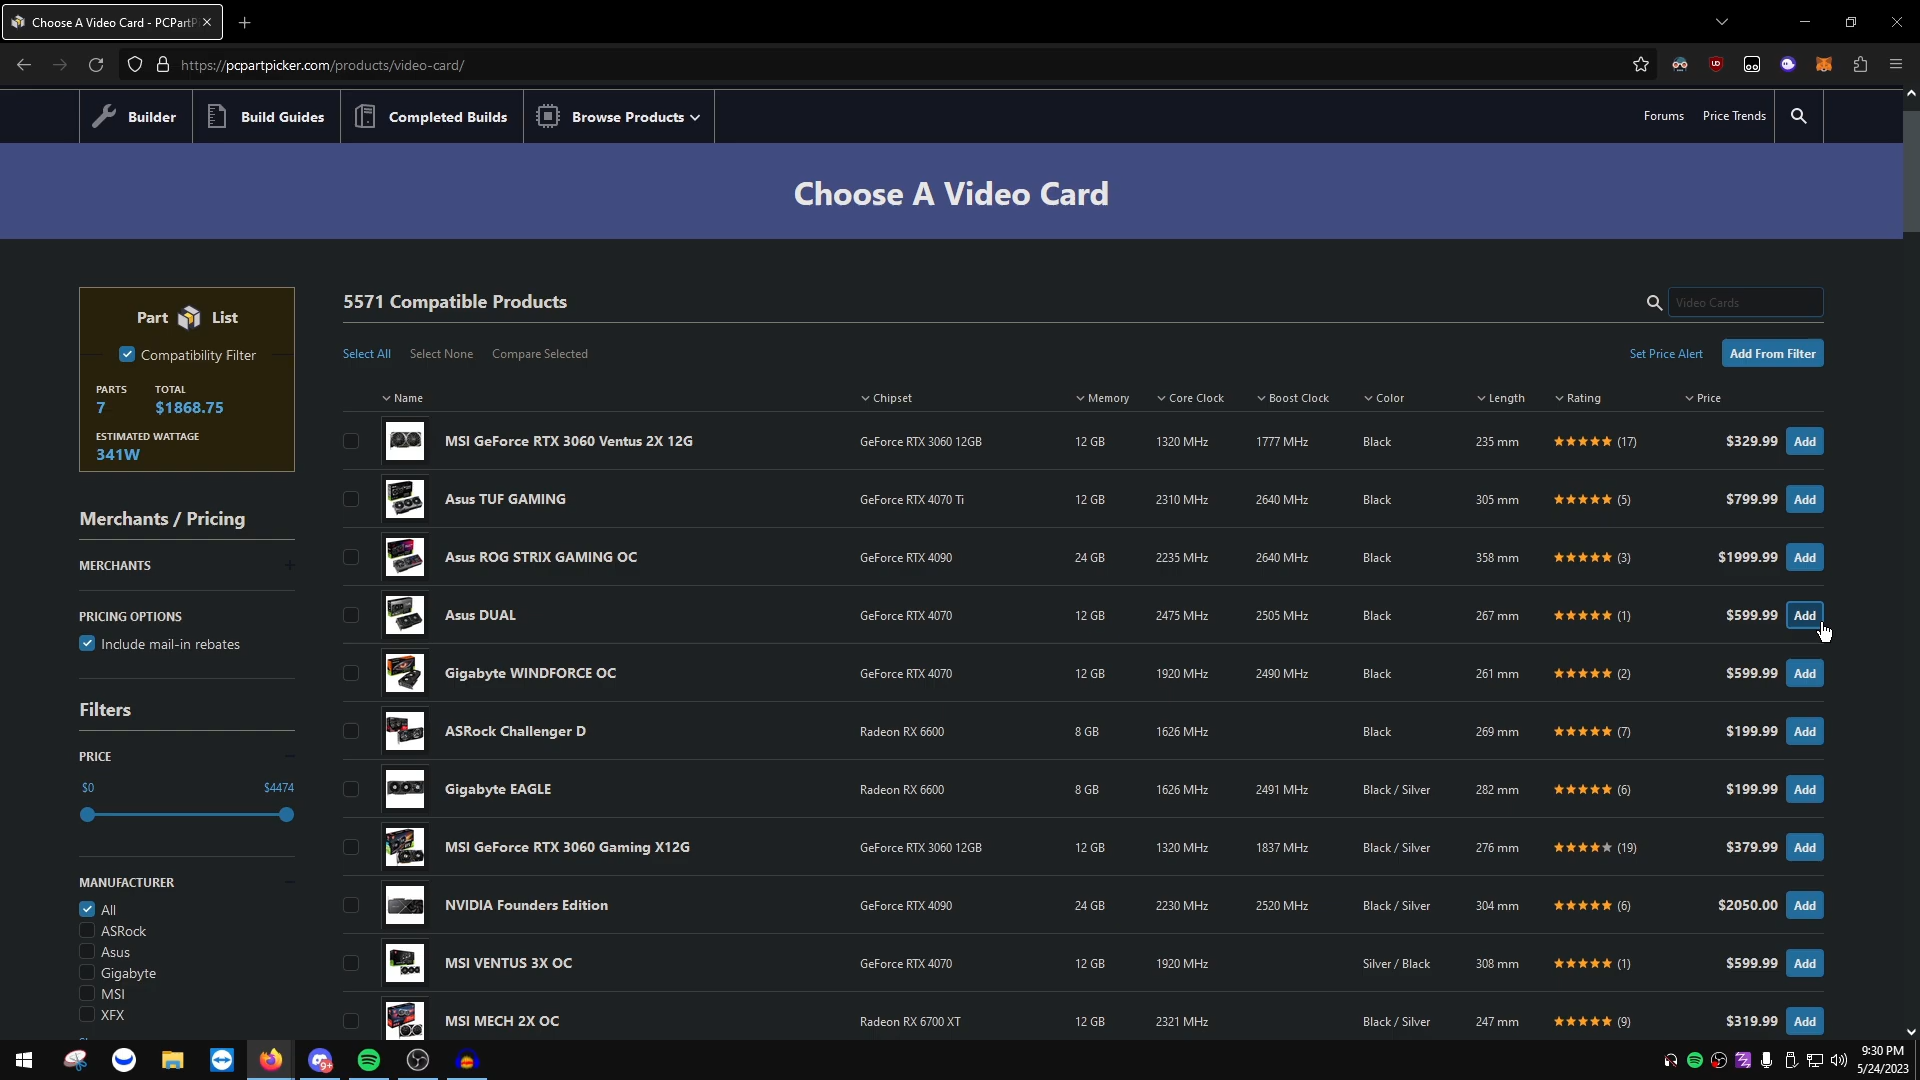 Choose A Video Card - PCPartP
https://pcpartpicker.com/products/video-card/
Builder
Build Guides
Completed Builds
Browse Products
Forums
Price Trends
Choose A Video Card
Part List
Compatibility Filter
PARTS TOTAL
7 $1868.75
ESTIMATED WATTAGE
341W
5571 Compatible Products
Video Cards
Select All Select None Compare Selected
Set Price Alert
Add From Filter
Name Chipset Memory Core Clock Boost Clock Color Length Rating Price
MSI GeForce RTX 3060 Ventus 2X 12G GeForce RTX 3060 12GB 12 GB 1320 MHz 1777 MHz Black 235 mm (17) $329.99 Add
Asus TUF GAMING GeForce RTX 4070 Ti 12 GB 2310 MHz 2640 MHz Black 305 mm (5) $799.99 Add
Asus ROG STRIX GAMING OC GeForce RTX 4090 24 GB 2235 MHz 2640 MHz Black 358 mm (3) $1999.99 Add
Asus DUAL GeForce RTX 4070 12 GB 2475 MHz 2505 MHz Black 267 mm (1) $599.99 Add
Gigabyte WINDFORCE OC GeForce RTX 4070 12 GB 1920 MHz 2490 MHz Black 261 mm (2) $599.99 Add
ASRock Challenger D Radeon RX 6600 8 GB 1626 MHz Black 269 mm (7) $199.99 Add
Gigabyte EAGLE Radeon RX 6600 8 GB 1626 MHz 2491 MHz Black / Silver 282 mm (6) $199.99 Add
MSI GeForce RTX 3060 Gaming X12G GeForce RTX 3060 12GB 12 GB 1320 MHz 1837 MHz Black / Silver 276 mm (19) $379.99 Add
NVIDIA Founders Edition GeForce RTX 4090 24 GB 2230 MHz 2520 MHz Black / Silver 304 mm (6) $2050.00 Add
MSI VENTUS 3X OC GeForce RTX 4070 12 GB 1920 MHz Silver / Black 308 mm (1) $599.99 Add
MSI MECH 2X OC Radeon RX 6700 XT 12 GB 2321 MHz Black / Silver 247 mm (9) $319.99 Add
Merchants / Pricing
MERCHANTS
PRICING OPTIONS
Include mail-in rebates
Filters
PRICE
$0 $4474
MANUFACTURER
All
ASRock
Asus
Gigabyte
MSI
XFX
9:30 PM
5/24/2023